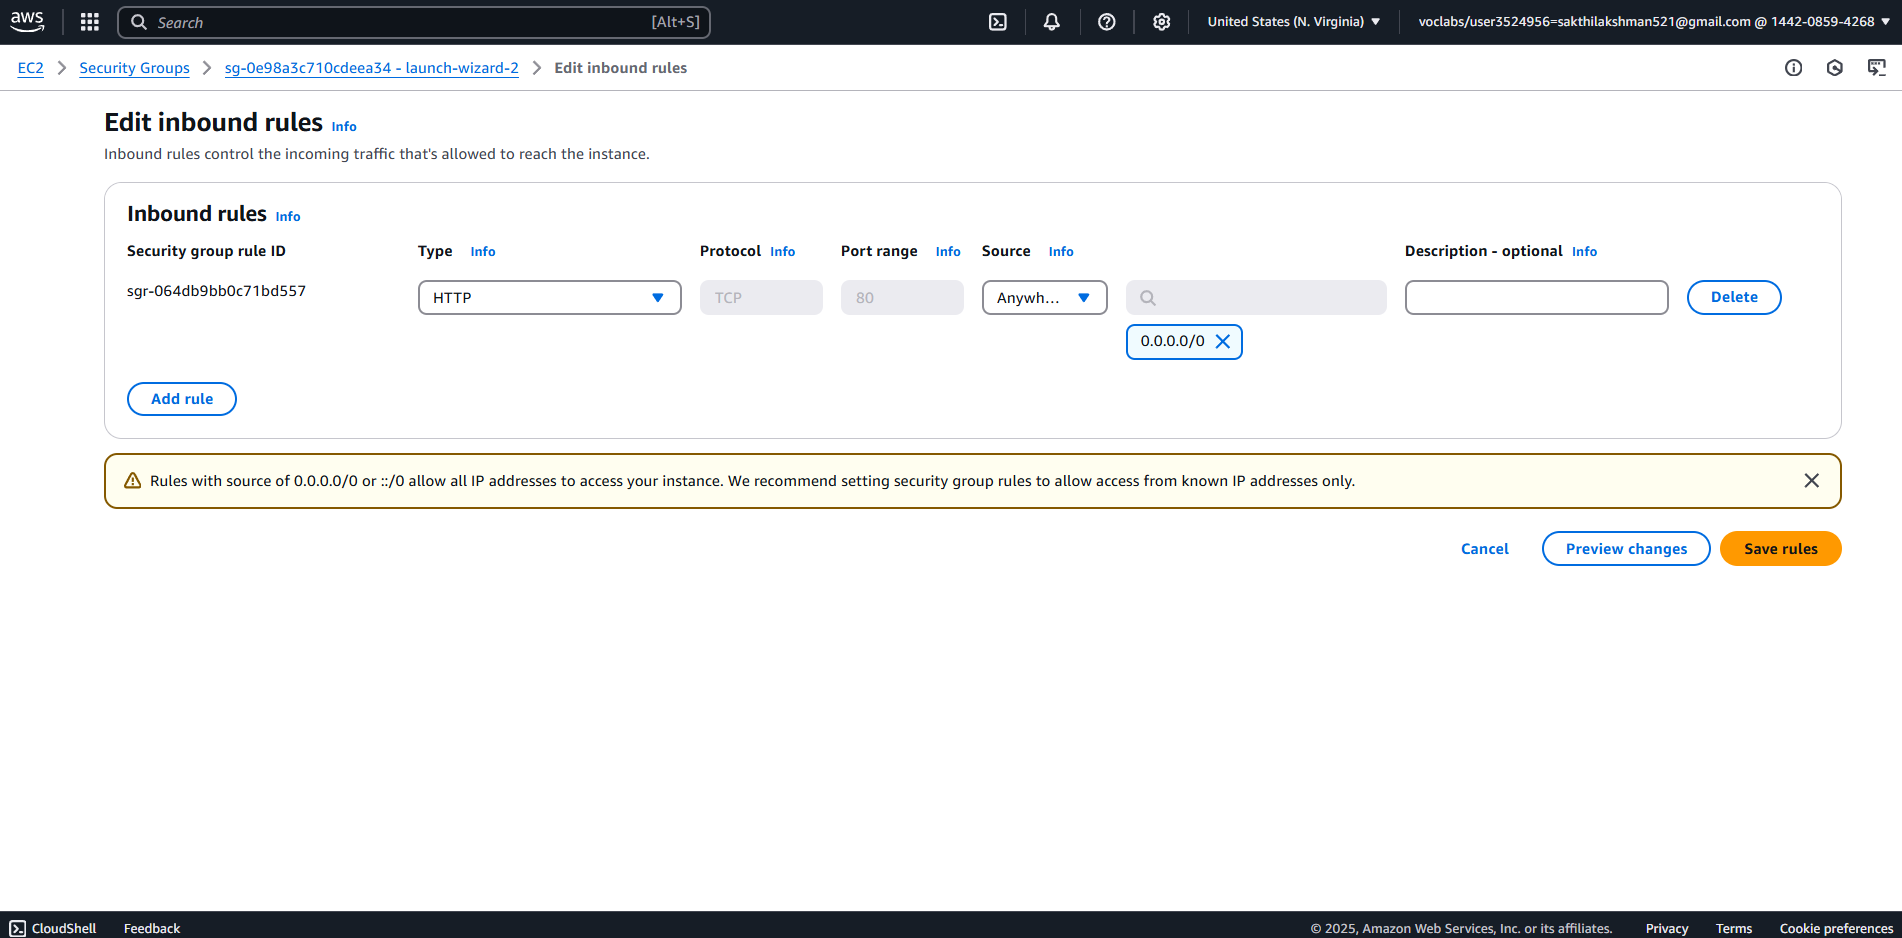 aws Search [Alt+S] United States (N. Virginia) voclabs/user3524956=sakthilakshman521@gmail.com @ 1442-0859-4268
EC2 Security Groups sg-0e98a3c710cdeea34 - launch-wizard-2 Edit inbound rules
Edit inbound rules Info
Inbound rules control the incoming traffic that's allowed to reach the instance.
Inbound rules Info
Security group rule ID Type Info Protocol Info Port range Info Source Info Description - optional Info
sgr-064db9bb0c71bd557 HTTP TCP 80 Anywh... Delete
0.0.0.0/0
Add rule
Rules with source of 0.0.0.0/0 or ::/0 allow all IP addresses to access your instance. We recommend setting security group rules to allow access from known IP addresses only.
Cancel Preview changes Save rules
CloudShell Feedback © 2025, Amazon Web Services, Inc. or its affiliates. Privacy Terms Cookie preferences